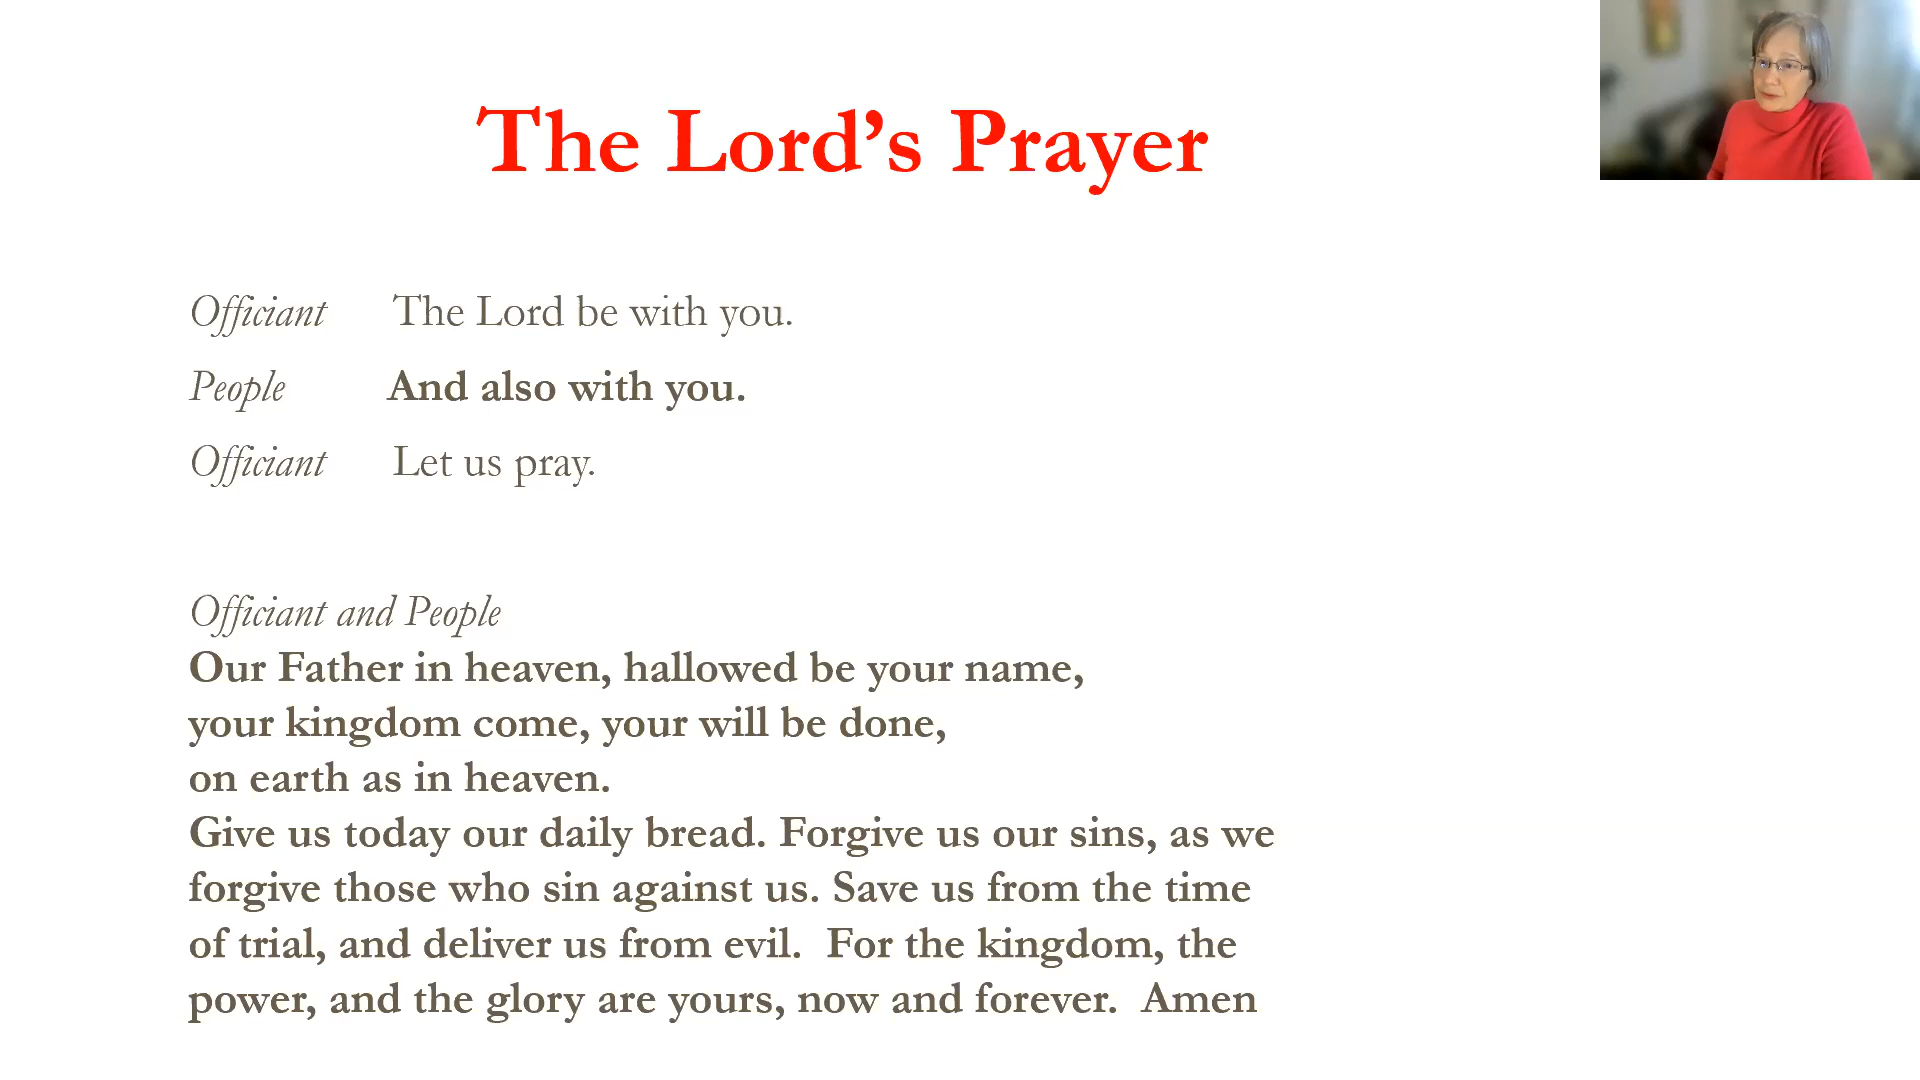 The Lord’s Prayer
Officiant The Lord be with you.
People And also with you.
Officiant Let us pray.
Officiant and People
Our Father in heaven, hallowed be your name,
your kingdom come, your will be done,
on earth as in heaven.
Give us today our daily bread. Forgive us our sins, as we
forgive those who sin against us. Save us from the time
of trial, and deliver us from evil.  For the kingdom, the
power, and the glory are yours, now and forever.  Amen